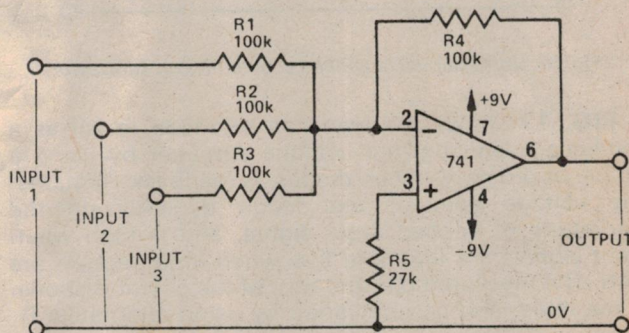 R1
100k
R2
100k
R3
100k
R4
100k
+9V
2
7
6
741
3
4
-9V
R5
27k
INPUT
1
INPUT
2
INPUT
3
OUTPUT
0V